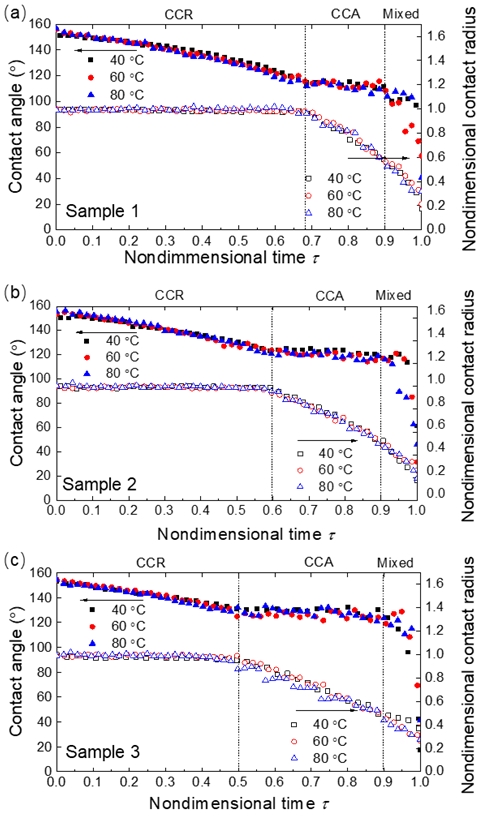 (a)
CCR CCA Mixed
Contact angle (°)
160
140
120
100
80
60
40
20
0
40 °C
60 °C
80 °C
40 °C
60 °C
80 °C
Sample 1
1.6
1.4
1.2
1.0
0.8
0.6
0.4
0.2
0.0
Nondimensional contact radius
0.0 0.1 0.2 0.3 0.4 0.5 0.6 0.7 0.8 0.9 1.0
Nondimmensional time τ
(b)
CCR CCA Mixed
Contact angle (°)
160
140
120
100
80
60
40
20
0
40 °C
60 °C
80 °C
40 °C
60 °C
80 °C
Sample 2
1.6
1.4
1.2
1.0
0.8
0.6
0.4
0.2
0.0
Nondimensional contact radius
0.0 0.1 0.2 0.3 0.4 0.5 0.6 0.7 0.8 0.9 1.0
Nondimensional time τ
(c)
CCR CCA Mixed
Contact angle (°)
160
140
120
100
80
60
40
20
0
40 °C
60 °C
80 °C
40 °C
60 °C
80 °C
Sample 3
1.6
1.4
1.2
1.0
0.8
0.6
0.4
0.2
0.0
Nondimensional contact radius
0.0 0.1 0.2 0.3 0.4 0.5 0.6 0.7 0.8 0.9 1.0
Nondimensional time τ